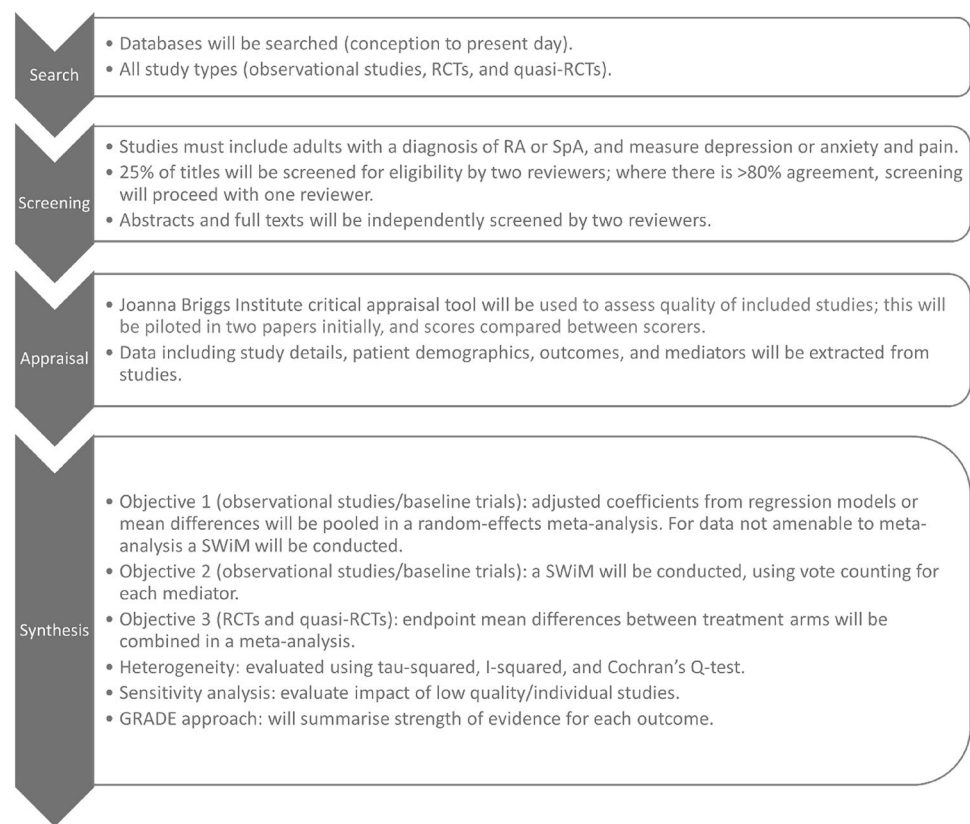 Search
• Databases will be searched (conception to present day).
• All study types (observational studies, RCTs, and quasi-RCTs).
Screening
• Studies must include adults with a diagnosis of RA or SpA, and measure depression or anxiety and pain.
• 25% of titles will be screened for eligibility by two reviewers; where there is >80% agreement, screening
will proceed with one reviewer.
• Abstracts and full texts will be independently screened by two reviewers.
Appraisal
• Joanna Briggs Institute critical appraisal tool will be used to assess quality of included studies; this will
be piloted in two papers initially, and scores compared between scorers.
• Data including study details, patient demographics, outcomes, and mediators will be extracted from
studies.
Synthesis
• Objective 1 (observational studies/baseline trials): adjusted coefficients from regression models or
mean differences will be pooled in a random-effects meta-analysis. For data not amenable to meta-
analysis a SWiM will be conducted.
• Objective 2 (observational studies/baseline trials): a SWiM will be conducted, using vote counting for
each mediator.
• Objective 3 (RCTs and quasi-RCTs): endpoint mean differences between treatment arms will be
combined in a meta-analysis.
• Heterogeneity: evaluated using tau-squared, I-squared, and Cochran's Q-test.
• Sensitivity analysis: evaluate impact of low quality/individual studies.
• GRADE approach: will summarise strength of evidence for each outcome.